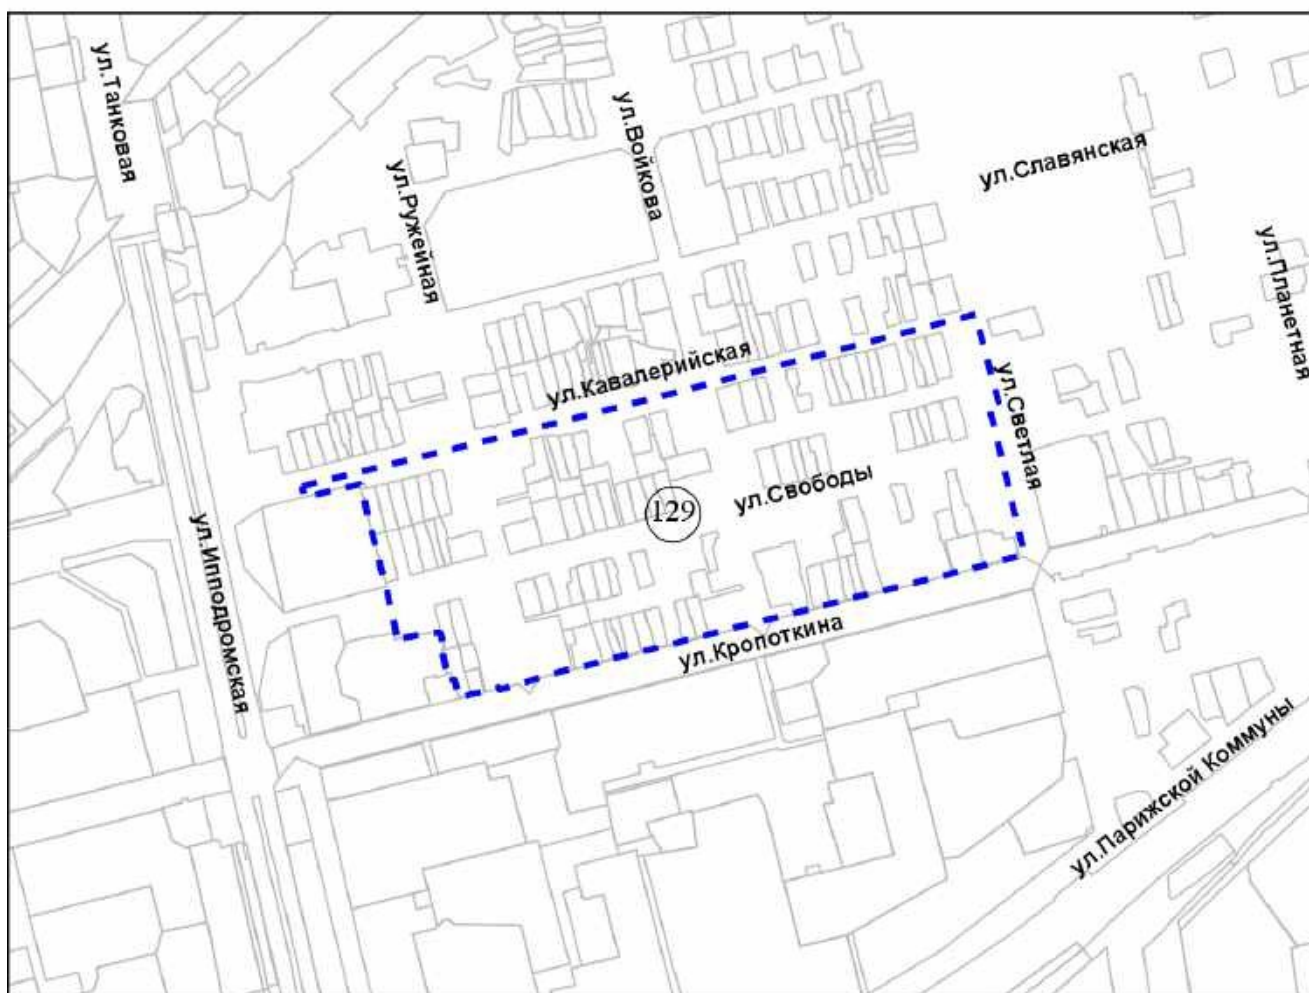 ул.Танковая
ул.Войкова
ул.Славянская
ул.Ружейная
ул.Планетная
ул.Кавалерийская
ул.Светлая
ул.Свободы
129
ул.Ипподромская
ул.Кропоткина
ул.Парижской Коммуны